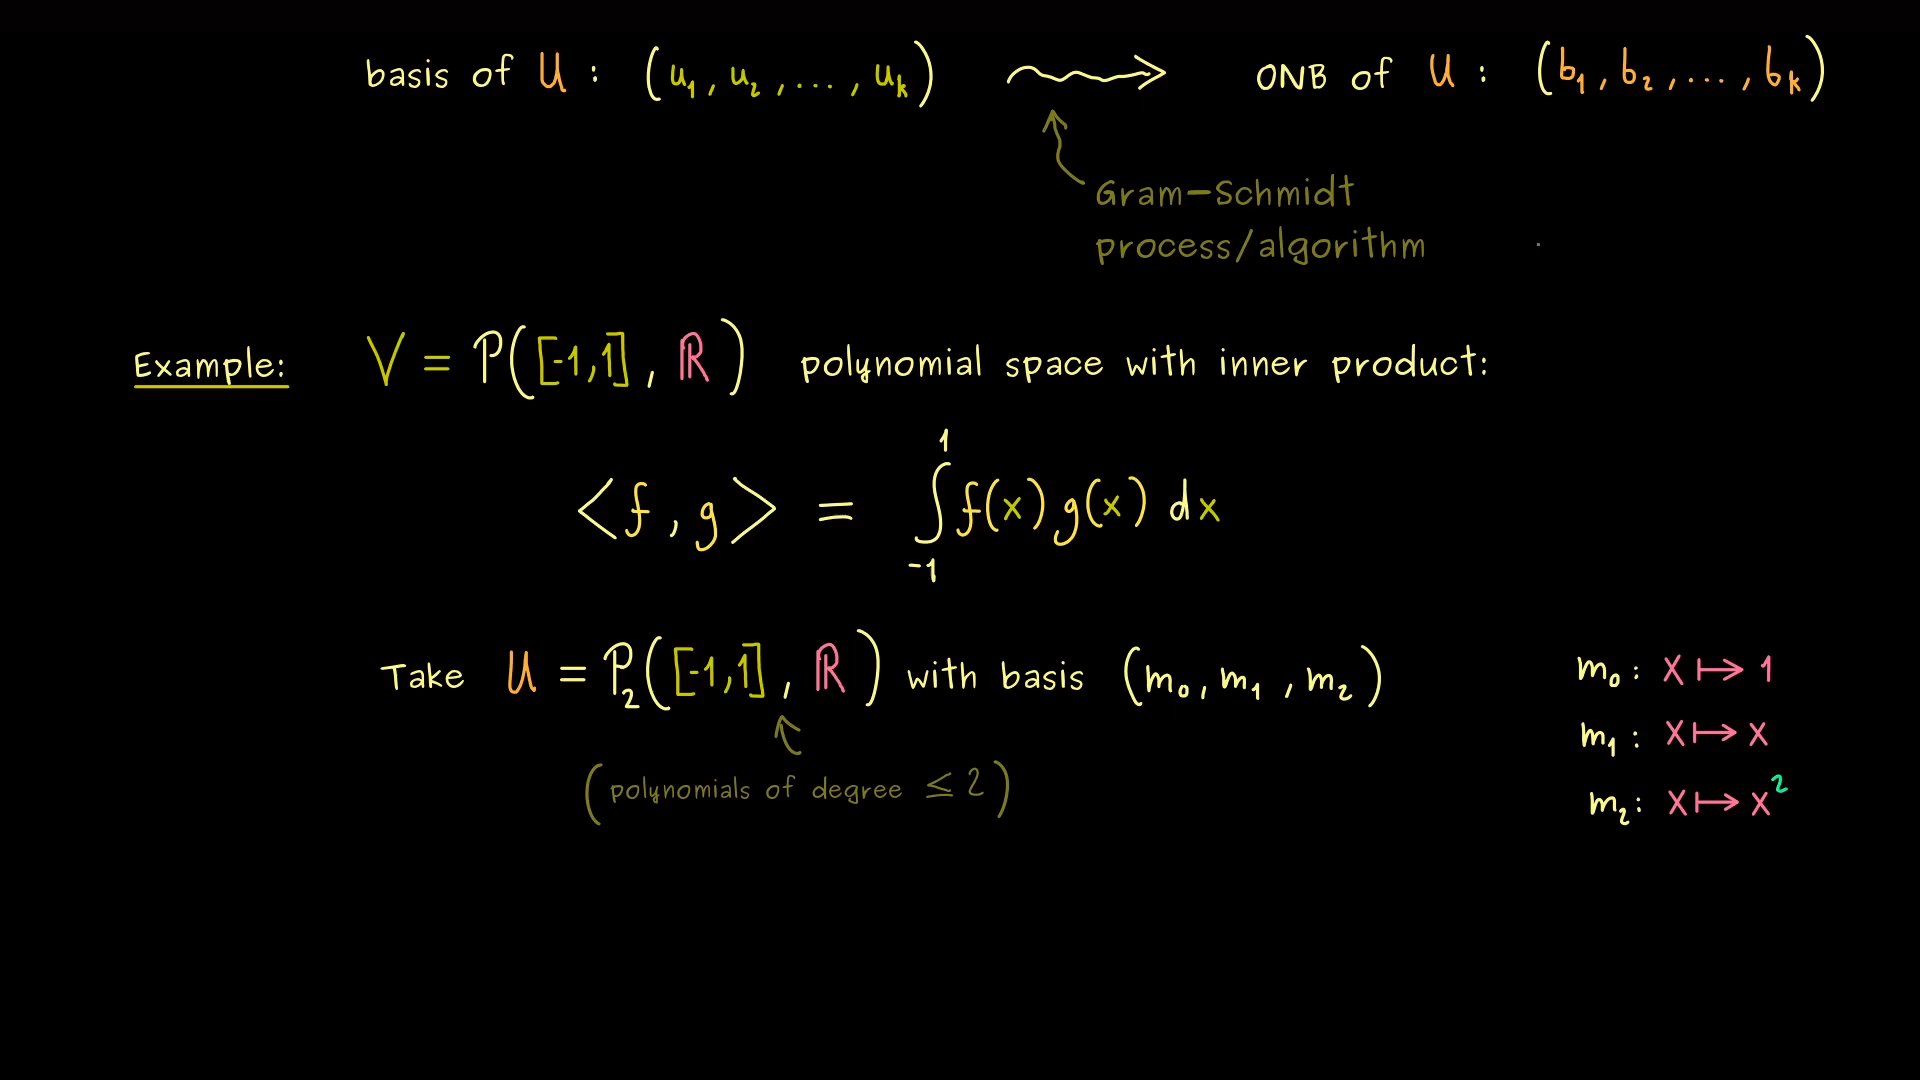 basis of U : (u₁, u₂, ..., uₖ) ⟿ ONB of U : (b₁, b₂, ..., bₖ)
Gram-Schmidt
process/algorithm
Example: V = P([-1,1], ℝ) polynomial space with inner product:
<f, g> = ∫₋₁¹ f(x) g(x) dx
Take U = P₂([-1,1], ℝ) with basis (m₀, m₁, m₂)
(polynomials of degree ≤ 2)
m₀ : x ↦ 1
m₁ : x ↦ x
m₂ : x ↦ x²